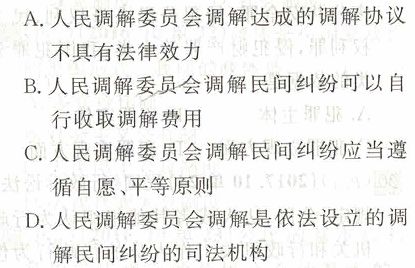 A. 人民调解委员会调解达成的调解协议
不具有法律效力
B. 人民调解委员会调解民间纠纷可以自
行收取调解费用
C. 人民调解委员会调解民间纠纷应当遵
循自愿、平等原则
D. 人民调解委员会调解是依法设立的调
解民间纠纷的司法机构